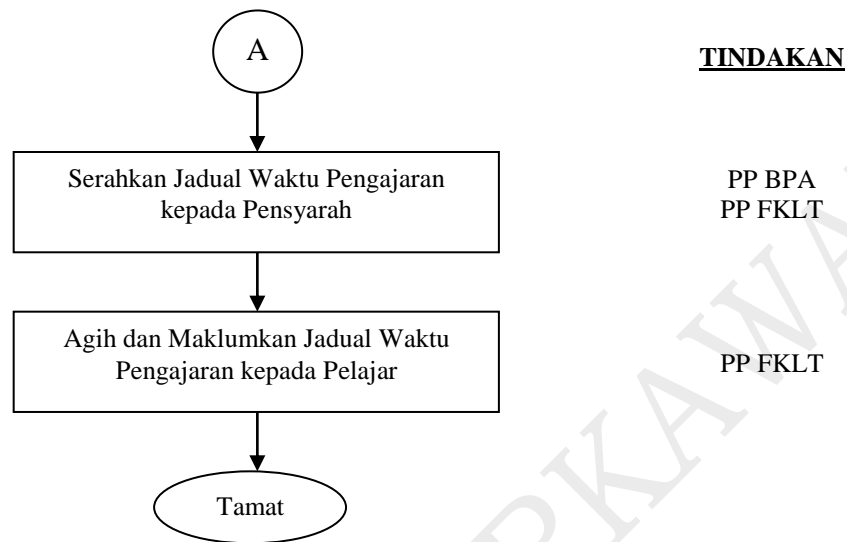 A
TINDAKAN
Serahkan Jadual Waktu Pengajaran
kepada Pensyarah
PP BPA
PP FKLT
Agih dan Maklumkan Jadual Waktu
Pengajaran kepada Pelajar
PP FKLT
Tamat
RKAWA